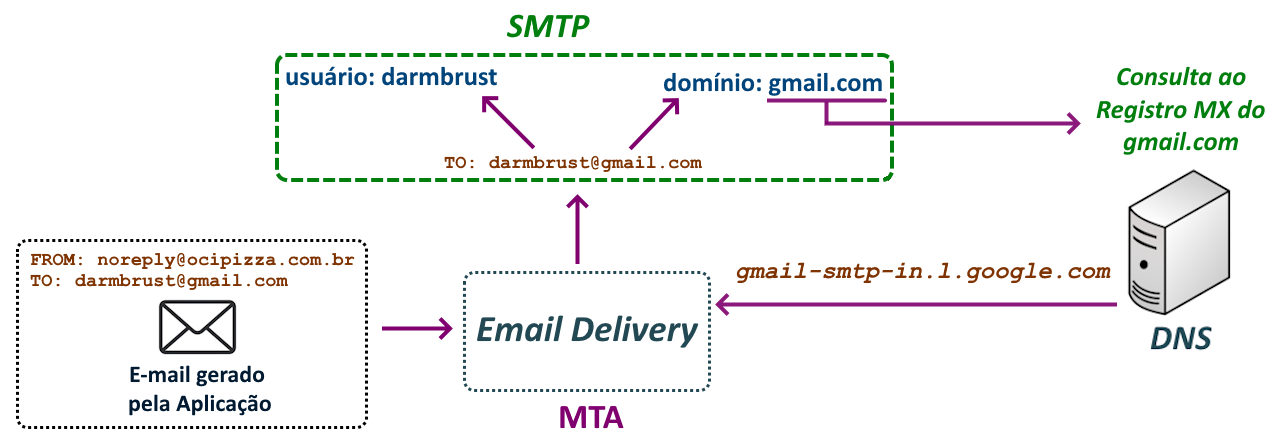 SMTP
usuário: darmbrust
domínio: gmail.com
TO: darmbrust@gmail.com
Consulta ao
Registro MX do
gmail.com
FROM: noreply@ocipizza.com.br
TO: darmbrust@gmail.com
E-mail gerado
pela Aplicação
Email Delivery
MTA
gmail-smtp-in.l.google.com
DNS